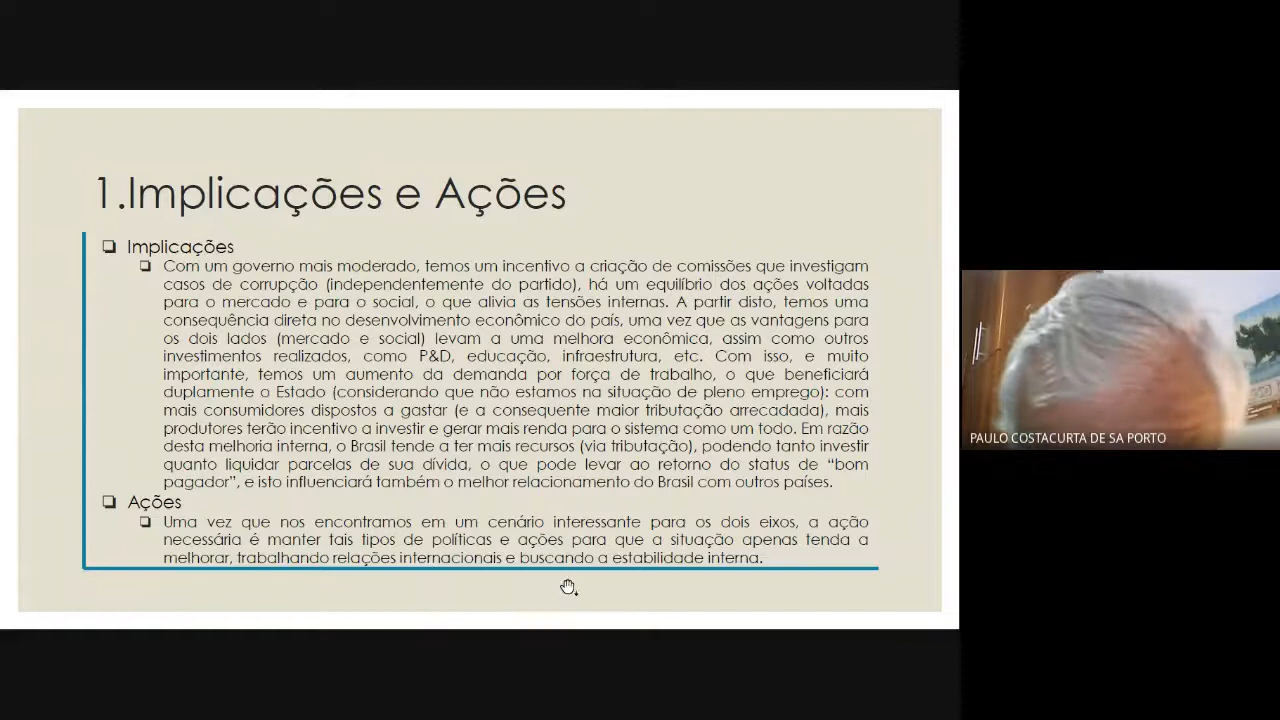 1.Implicações e Ações
Implicações
Com um governo mais moderado, temos um incentivo a criação de comissões que investigam
casos de corrupção (independentemente do partido), há um equilíbrio dos ações voltadas
para o mercado e para o social, o que alivia as tensões internas. A partir disto, temos uma
consequência direta no desenvolvimento econômico do país, uma vez que as vantagens para
os dois lados (mercado e social) levam a uma melhora econômica, assim como outros
investimentos realizados, como P&D, educação, infraestrutura, etc. Com isso, e muito
importante, temos um aumento da demanda por força de trabalho, o que beneficiará
duplamente o Estado (considerando que não estamos na situação de pleno emprego): com
mais consumidores dispostos a gastar (e a consequente maior tributação arrecadada), mais
produtores terão incentivo a investir e gerar mais renda para o sistema como um todo. Em razão
desta melhoria interna, o Brasil tende a ter mais recursos (via tributação), podendo tanto investir
quanto liquidar parcelas de sua dívida, o que pode levar ao retorno do status de “bom
pagador”, e isto influenciará também o melhor relacionamento do Brasil com outros países.
Ações
Uma vez que nos encontramos em um cenário interessante para os dois eixos, a ação
necessária é manter tais tipos de políticas e ações para que a situação apenas tenda a
melhorar, trabalhando relações internacionais e buscando a estabilidade interna.
PAULO COSTACURTA DE SA PORTO